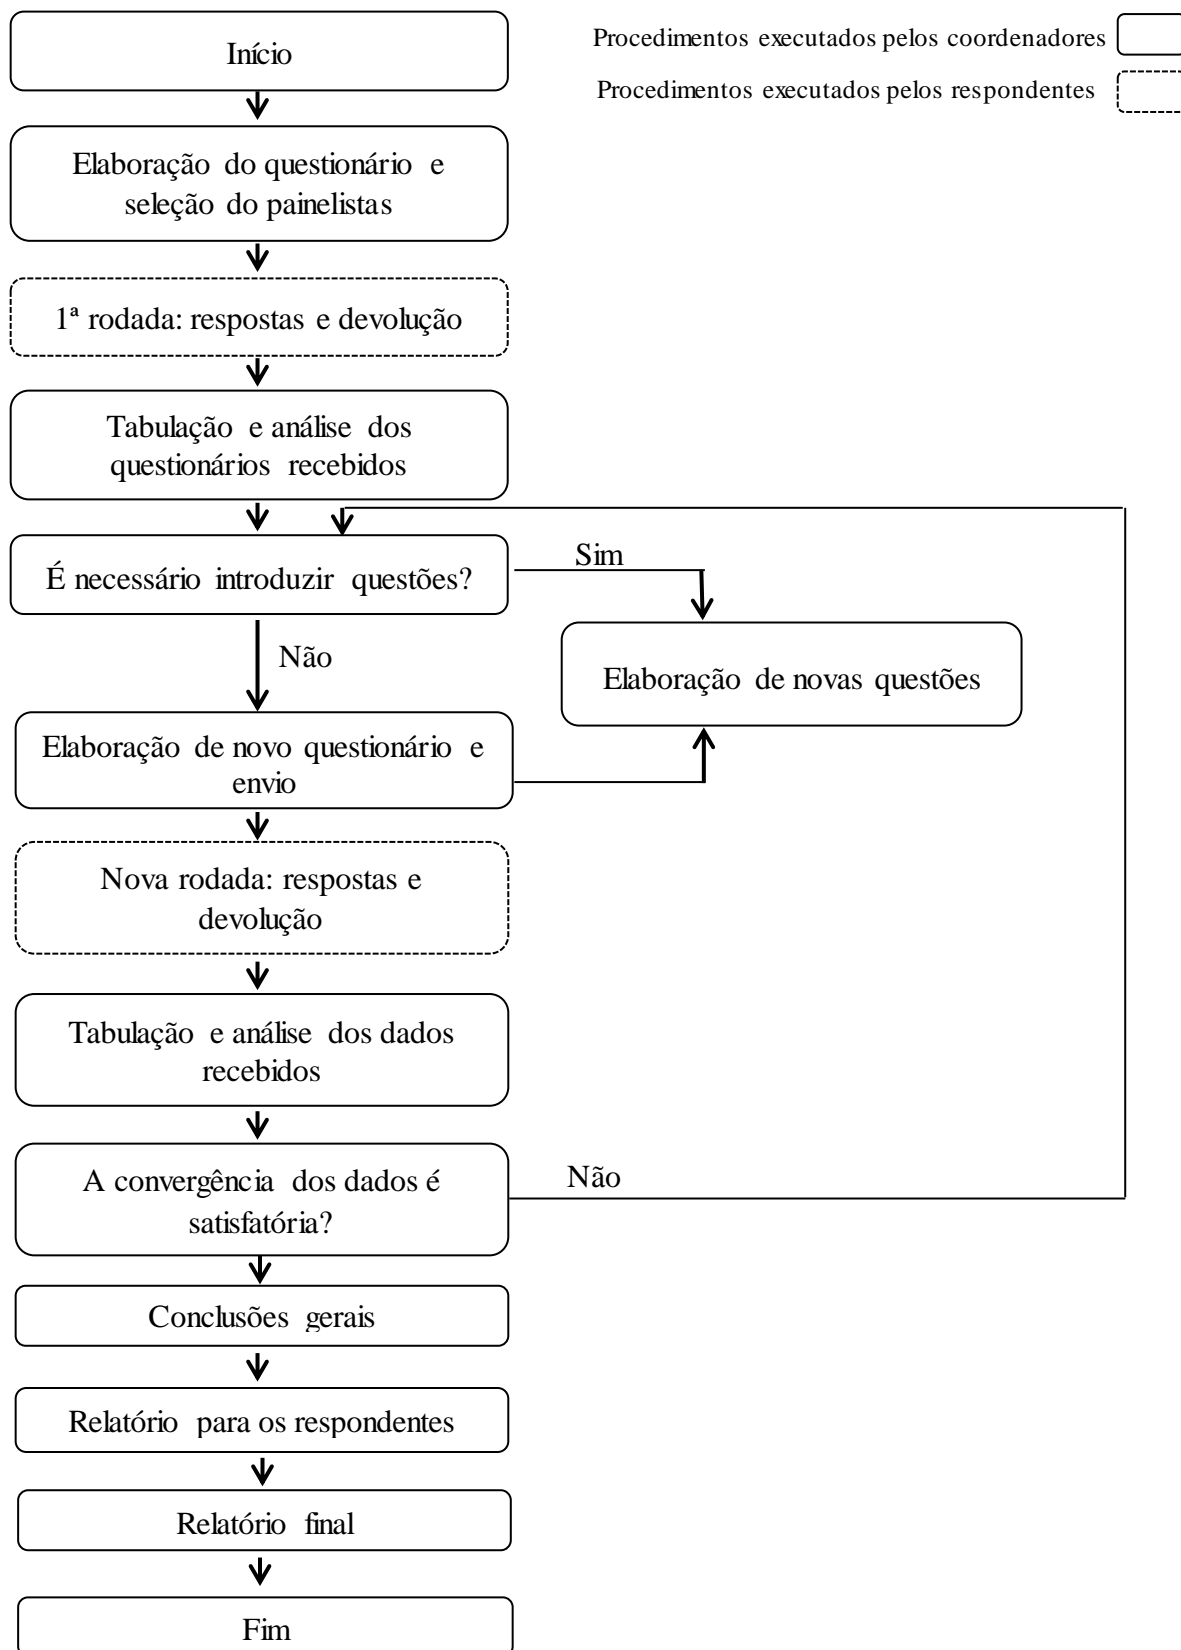 Início
Procedimentos executados pelos coordenadores
Procedimentos executados pelos respondentes
Elaboração do questionário e
seleção do painelistas
1ª rodada: respostas e devolução
Tabulação e análise dos
questionários recebidos
É necessário introduzir questões?
Sim
Não
Elaboração de novas questões
Elaboração de novo questionário e
envio
Nova rodada: respostas e
devolução
Tabulação e análise dos dados
recebidos
A convergência dos dados é
satisfatória?
Não
Conclusões gerais
Relatório para os respondentes
Relatório final
Fim